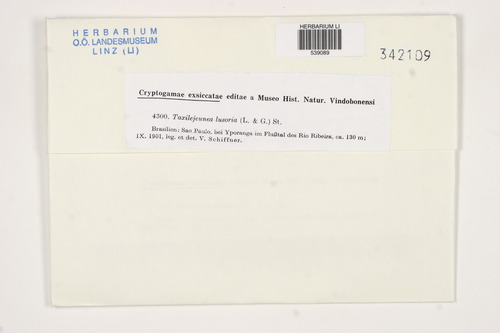 HERBARIUM
O.Ö. LANDESMUSEUM
LINZ (LI)
HERBARIUM LI
539089
342109
Cryptogamae exsiccatae editae a Museo Hist. Natur. Vindobonensi
4300. Taxilejeunea lusoria (L. & G.) St.
Brasilien: Sao Paulo, bei Yporanga im Flußtal des Rio Ribeira, ca. 130 m;
IX. 1901, leg. et det. V. Schiffner.